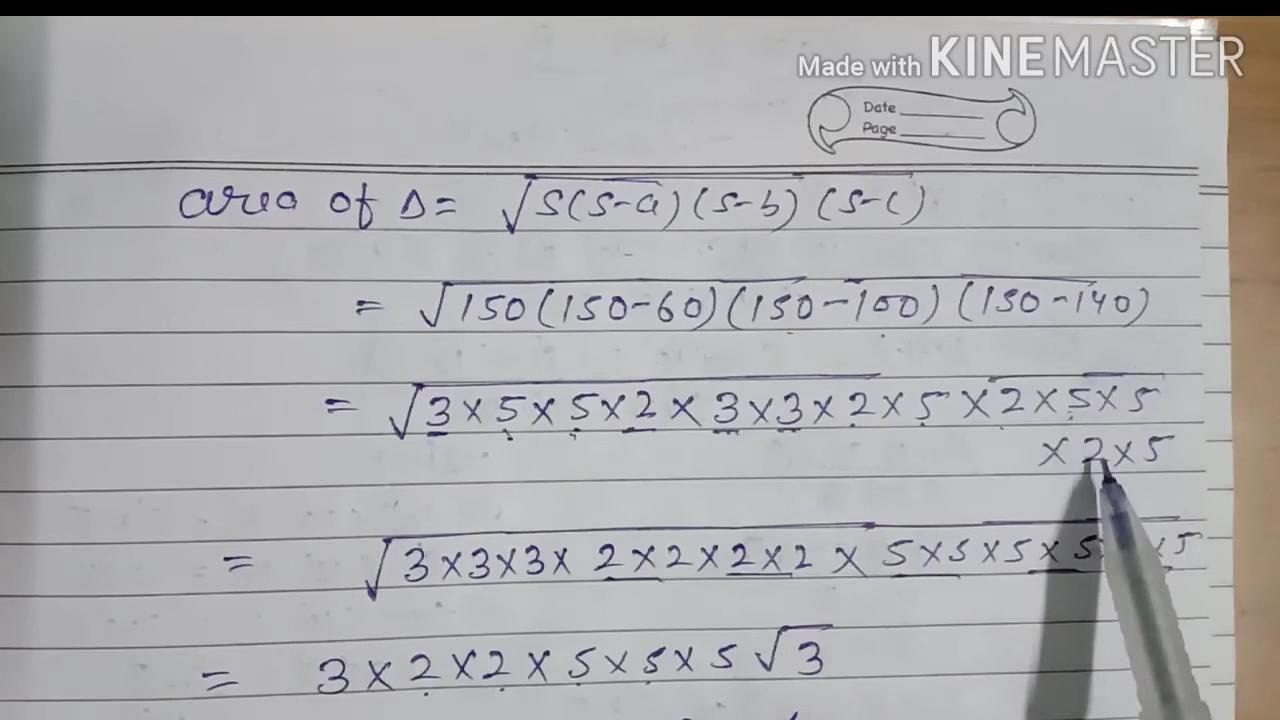 Made with KINEMASTER
Date
Page
area of Δ = √S(S-a)(S-b)(S-c)
= √150(150-60)(150-100)(150-140)
= √3×5×5×2×3×3×2×5×2×5×5
×2×5
= √3×3×3×2×2×2×2×5×5×5×5 ×5
= 3×2×2×5×5×5√3